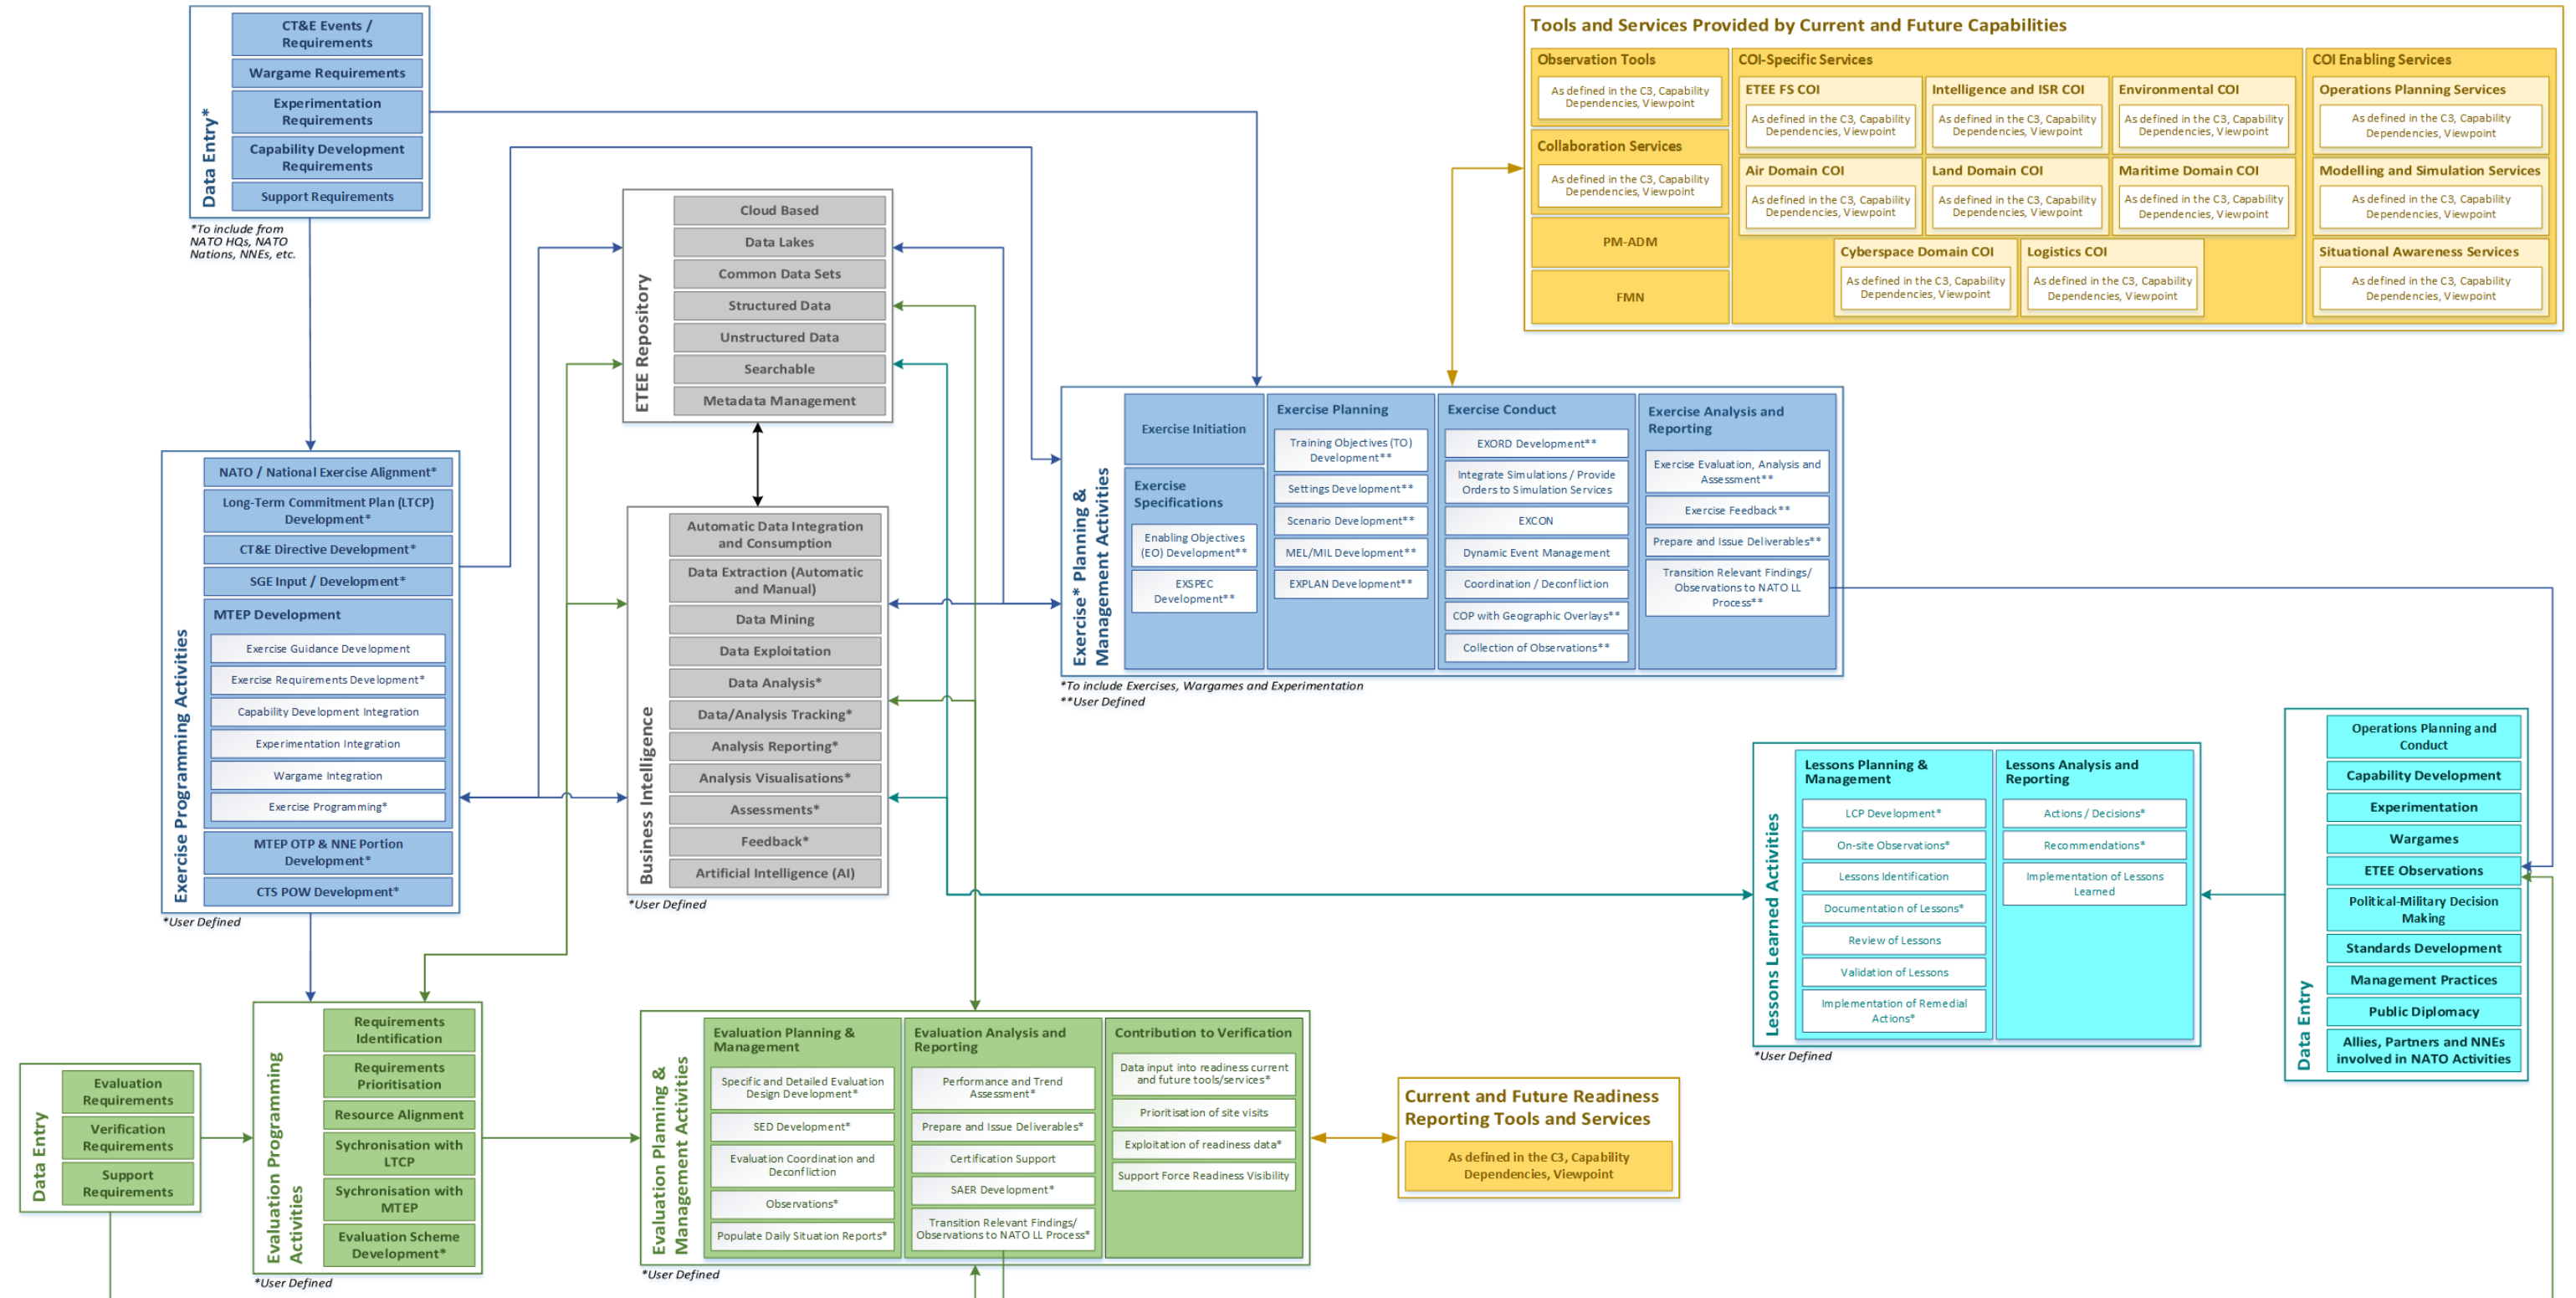 CT&E Events /
Requirements
Wargame Requirements
Experimentation
Requirements
Capability Development
Requirements
Support Requirements
Data Entry*
*To include from
NATO HQs, NATO
Nations, NNEs, etc.
Tools and Services Provided by Current and Future Capabilities
Observation Tools
As defined in the C3, Capability
Dependencies, Viewpoint
Collaboration Services
As defined in the C3, Capability
Dependencies, Viewpoint
PM-ADM
FMN
COI-Specific Services
ETEE FS COI
As defined in the C3, Capability
Dependencies, Viewpoint
Intelligence and ISR COI
As defined in the C3, Capability
Dependencies, Viewpoint
Environmental COI
As defined in the C3, Capability
Dependencies, Viewpoint
Air Domain COI
As defined in the C3, Capability
Dependencies, Viewpoint
Land Domain COI
As defined in the C3, Capability
Dependencies, Viewpoint
Maritime Domain COI
As defined in the C3, Capability
Dependencies, Viewpoint
Cyberspace Domain COI
As defined in the C3, Capability
Dependencies, Viewpoint
Logistics COI
As defined in the C3, Capability
Dependencies, Viewpoint
COI Enabling Services
Operations Planning Services
As defined in the C3, Capability
Dependencies, Viewpoint
Modelling and Simulation Services
As defined in the C3, Capability
Dependencies, Viewpoint
Situational Awareness Services
As defined in the C3, Capability
Dependencies, Viewpoint
ETEE Repository
Cloud Based
Data Lakes
Common Data Sets
Structured Data
Unstructured Data
Searchable
Metadata Management
Exercise Programming Activities
NATO / National Exercise Alignment*
Long-Term Commitment Plan (LTCP)
Development*
CT&E Directive Development*
SGE Input / Development*
MTEP Development
Exercise Guidance Development
Exercise Requirements Development*
Capability Development Integration
Experimentation Integration
Wargame Integration
Exercise Programming*
MTEP OTP & NNE Portion
Development*
CTS POW Development*
*User Defined
Business Intelligence
Automatic Data Integration
and Consumption
Data Extraction (Automatic
and Manual)
Data Mining
Data Exploitation
Data Analysis*
Data/Analysis Tracking*
Analysis Reporting*
Analysis Visualisations*
Assessments*
Feedback*
Artificial Intelligence (AI)
*User Defined
Exercise* Planning &
Management Activities
Exercise Initiation
Exercise
Specifications
Enabling Objectives
(EO) Development**
EXSPEC
Development**
Exercise Planning
Training Objectives (TO)
Development**
Settings Development**
Scenario Development**
MEL/MIL Development**
EXPLAN Development**
Exercise Conduct
EXORD Development**
Integrate Simulations / Provide
Orders to Simulation Services
EXCON
Dynamic Event Management
Coordination / Deconfliction
COP with Geographic Overlays**
Collection of Observations**
Exercise Analysis and
Reporting
Exercise Evaluation, Analysis and
Assessment**
Exercise Feedback**
Prepare and Issue Deliverables**
Transition Relevant Findings/
Observations to NATO LL
Process**
*To include Exercises, Wargames and Experimentation
**User Defined
Lessons Learned Activities
Lessons Planning &
Management
LCP Development*
On-site Observations*
Lessons Identification
Documentation of Lessons*
Review of Lessons
Validation of Lessons
Implementation of Remedial
Actions*
Lessons Analysis and
Reporting
Actions / Decisions*
Recommendations*
Implementation of Lessons
Learned
*User Defined
Data Entry
Operations Planning and
Conduct
Capability Development
Experimentation
Wargames
ETEE Observations
Political-Military Decision
Making
Standards Development
Management Practices
Public Diplomacy
Allies, Partners and NNEs
involved in NATO Activities
Data Entry
Evaluation
Requirements
Verification
Requirements
Support
Requirements
Evaluation Programming
Activities
Requirements
Identification
Requirements
Prioritisation
Resource Alignment
Sychronisation with
LTCP
Sychronisation with
MTEP
Evaluation Scheme
Development*
*User Defined
Evaluation Planning &
Management Activities
Evaluation Planning &
Management
Specific and Detailed Evaluation
Design Development*
SED Development*
Evaluation Coordination and
Deconfliction
Observations*
Populate Daily Situation Reports*
Evaluation Analysis and
Reporting
Performance and Trend
Assessment*
Prepare and Issue Deliverables*
Certification Support
SAER Development*
Transition Relevant Findings/
Observations to NATO LL Process*
Contribution to Verification
Data input into readiness current
and future tools/services*
Prioritisation of site visits
Exploitation of readiness data*
Support Force Readiness Visibility
*User Defined
Current and Future Readiness
Reporting Tools and Services
As defined in the C3, Capability
Dependencies, Viewpoint